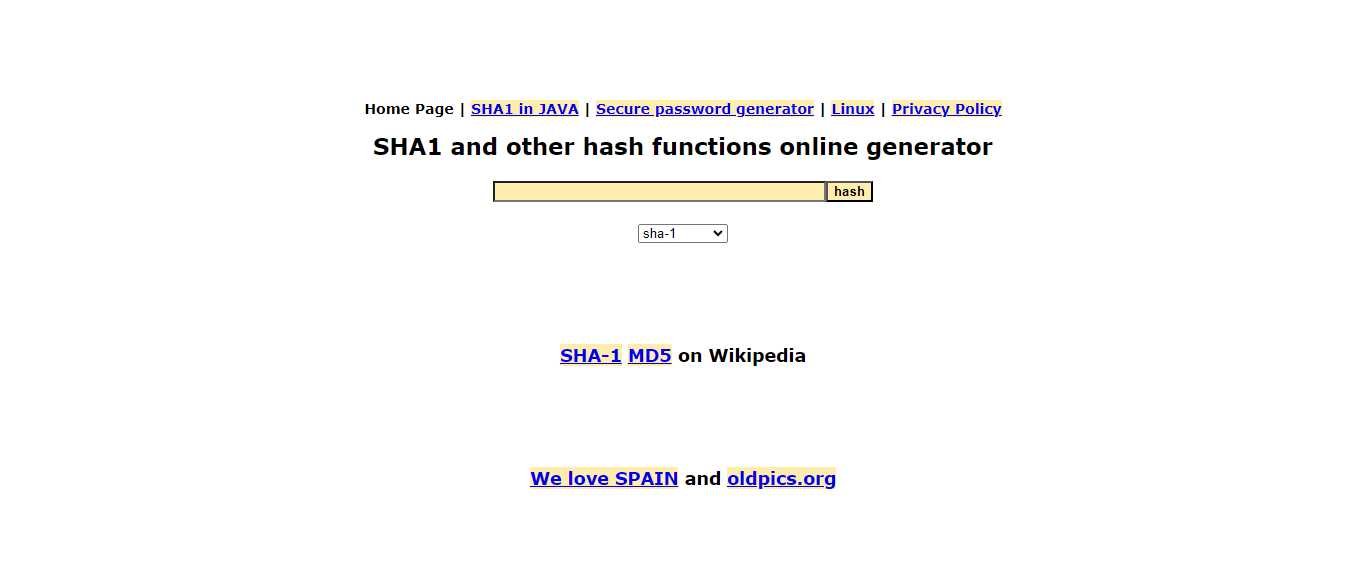 Home Page | SHA1 in JAVA | Secure password generator | Linux | Privacy Policy
SHA1 and other hash functions online generator
hash
sha-1
SHA-1 MD5 on Wikipedia
We love SPAIN and oldpics.org